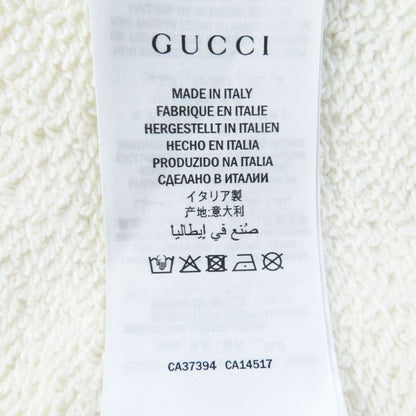 GUCCI
MADE IN ITALY
FABRIQUE EN ITALIE
HERGESTELLT IN ITALIEN
HECHO EN ITALIA
PRODUZIDO NA ITALIA
СДЕЛАНО В ИТАЛИИ
イタリア製
产地:意大利
صُنع في إيطاليا
CA37394 CA14517